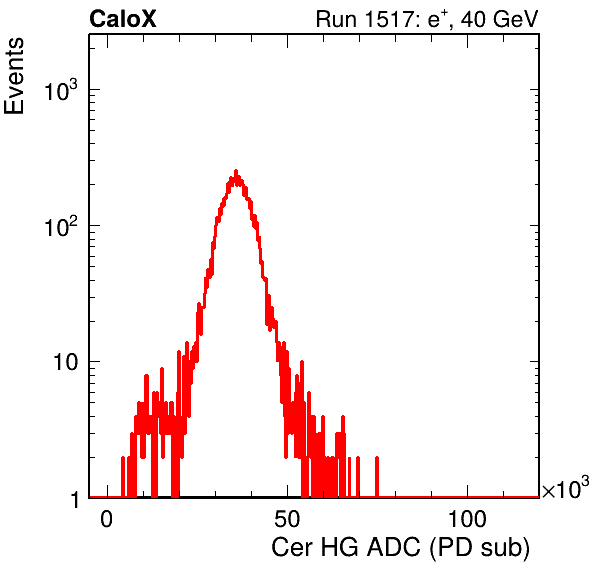 CaloX Run 1517: e⁺, 40 GeV
Events
10³
10²
10
1
0 50 100 ×10³
Cer HG ADC (PD sub)